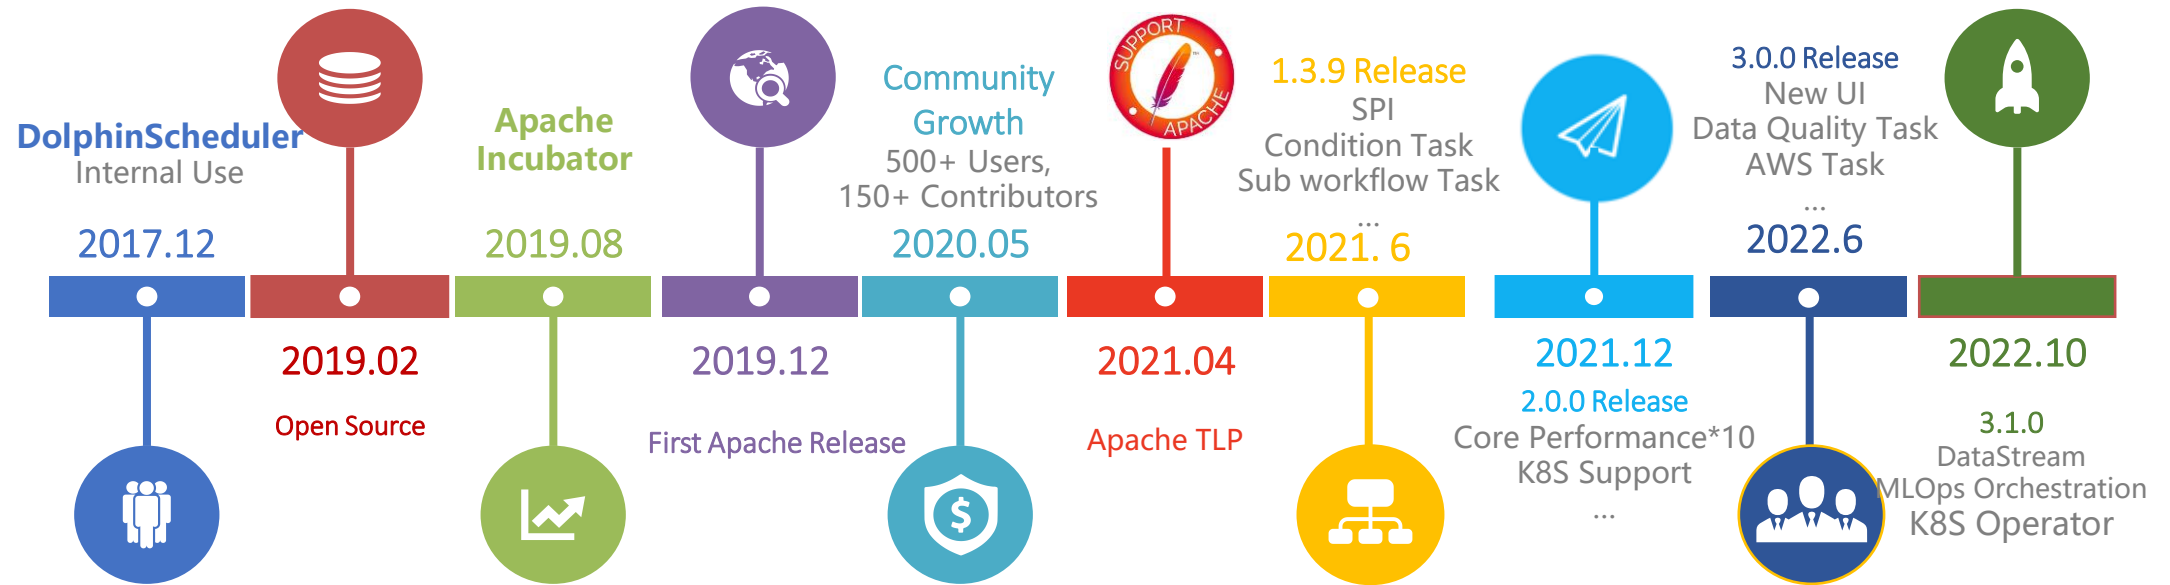 DolphinScheduler
Internal Use
2017.12
2019.02
Open Source
Apache
Incubator
2019.08
2019.12
First Apache Release
Community
Growth
500+ Users,
150+ Contributors
2020.05
SUPPORT
APACHE
2021.04
Apache TLP
1.3.9 Release
SPI
Condition Task
Sub workflow Task
...
2021. 6
2021.12
2.0.0 Release
Core Performance*10
K8S Support
...
3.0.0 Release
New UI
Data Quality Task
AWS Task
...
2022.6
2022.10
3.1.0
DataStream
MLOps Orchestration
K8S Operator
$